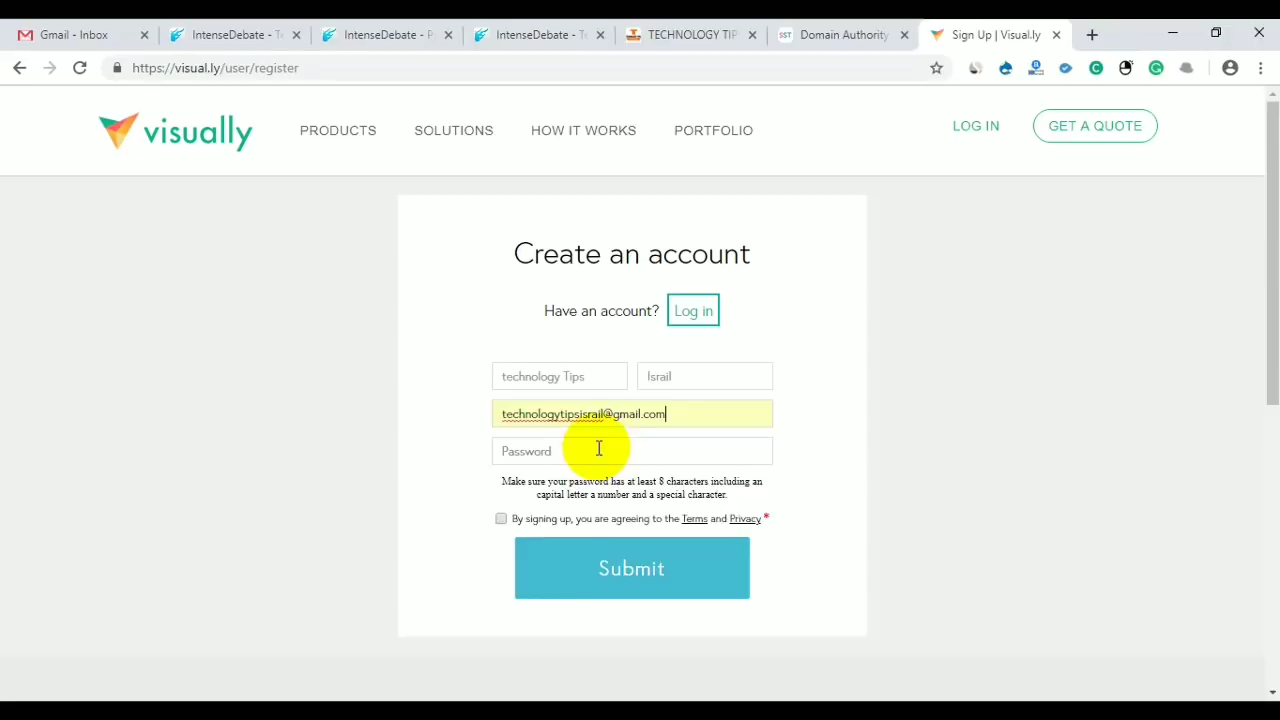 Gmail - Inbox
IntenseDebate - Te
IntenseDebate - P
IntenseDebate - Te
TECHNOLOGY TIP
SST
Domain Authority
Sign Up | Visual.ly
https://visual.ly/user/register
visually
PRODUCTS
SOLUTIONS
HOW IT WORKS
PORTFOLIO
LOG IN
GET A QUOTE
Create an account
Have an account? Log in
technology Tips
Israil
technologytipsisrail@gmail.com
Password
Make sure your password has at least 8 characters including an
capital letter a number and a special character.
By signing up, you are agreeing to the Terms and Privacy *
Submit